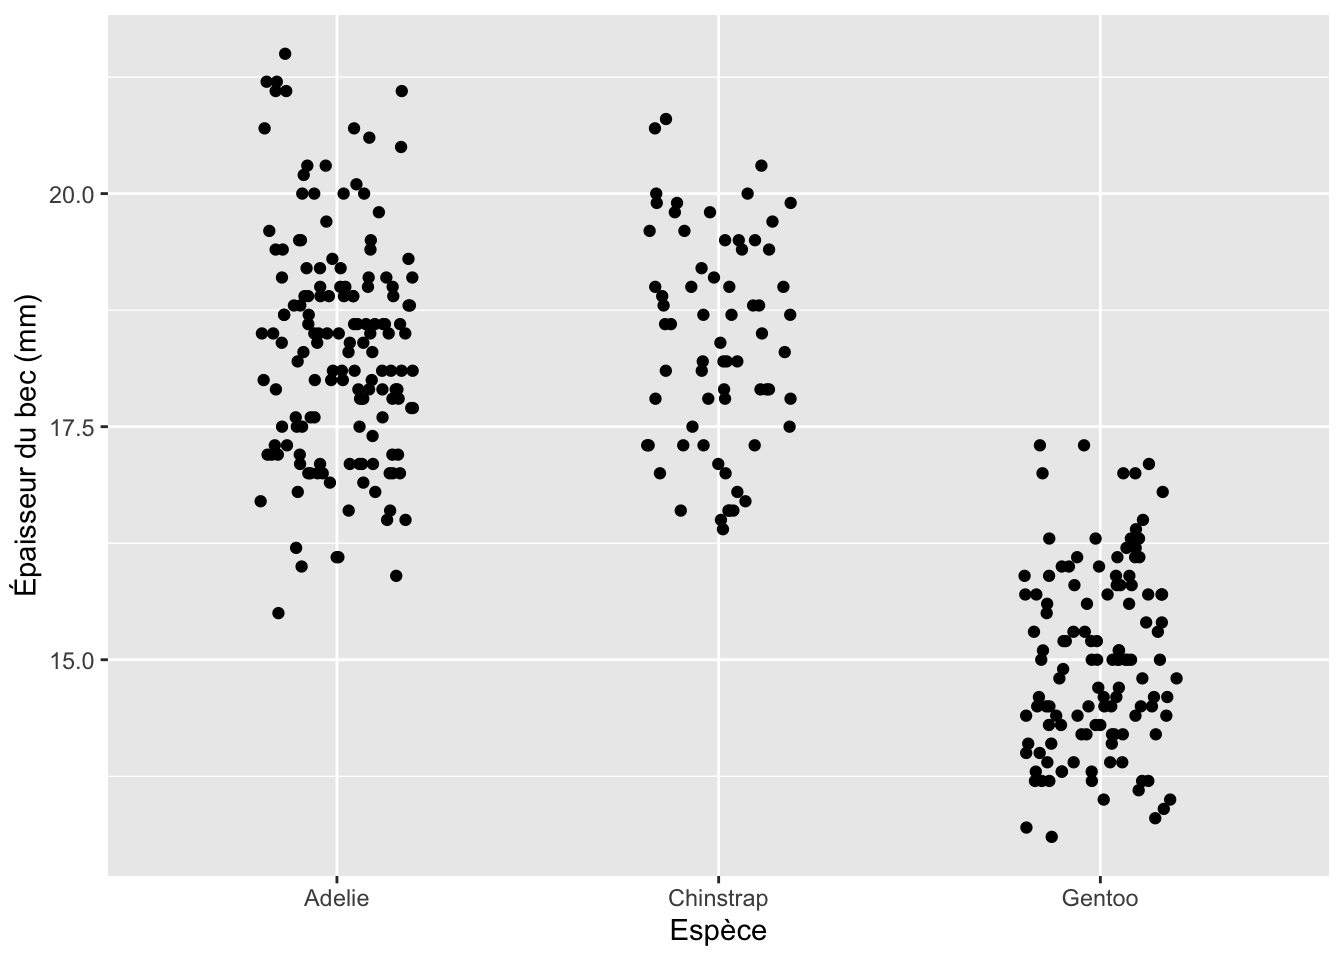 Épaisseur du bec (mm)
20.0
17.5
15.0
Adelie
Chinstrap
Gentoo
Espèce